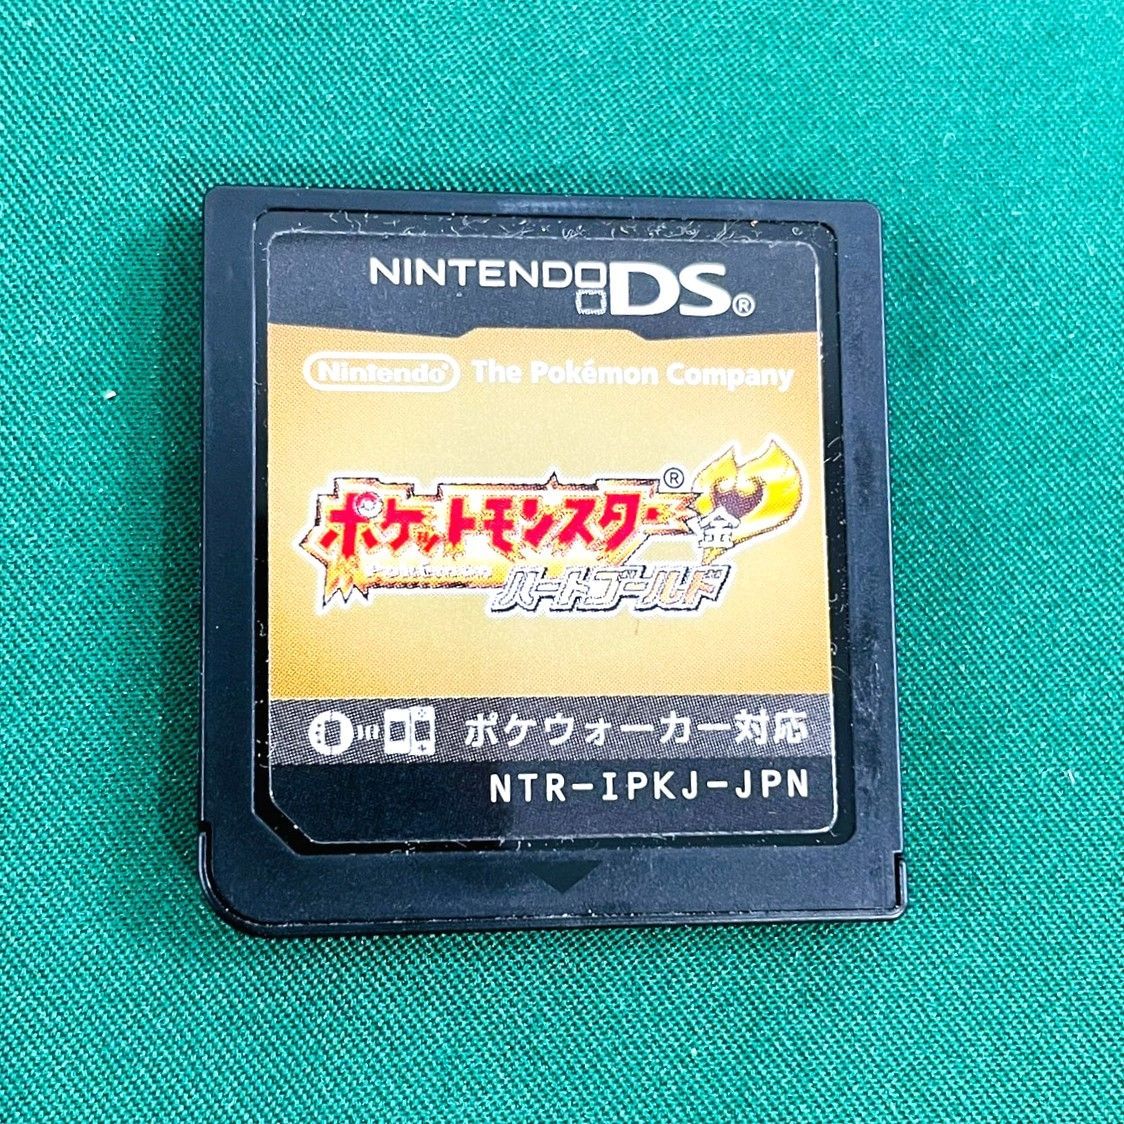 NINTENDO DS®
Nintendo® The Pokémon Company
ポケットモンスター®
金
Pokémon
ハートゴールド
ポケウォーカー対応
NTR-IPKJ-JPN